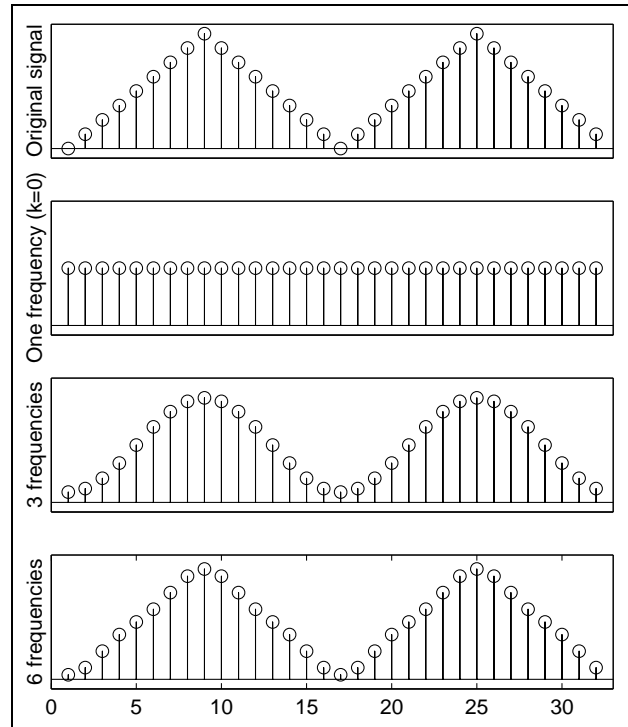 Original signal
One frequency (k=0)
3 frequencies
6 frequencies
0 5 10 15 20 25 30